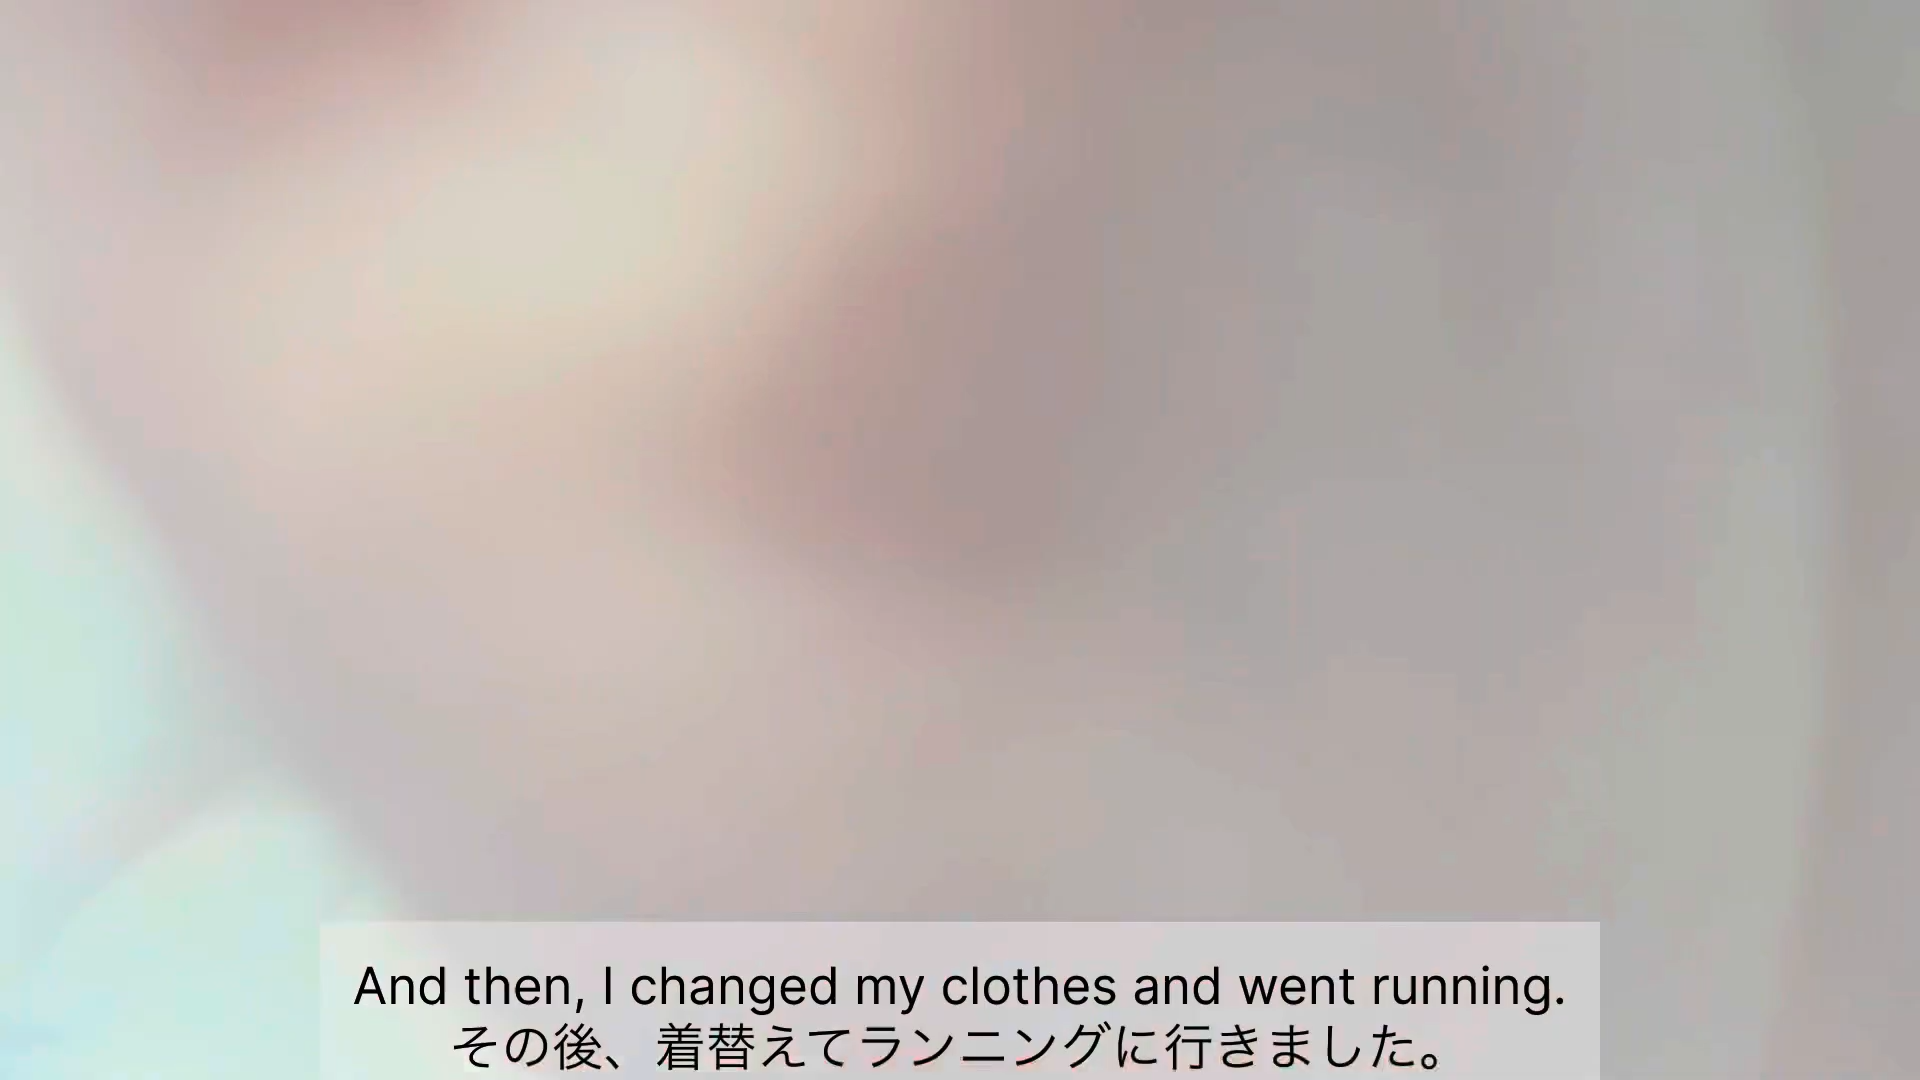 And then, I changed my clothes and went running.
その後、着替えてランニングに行きました。